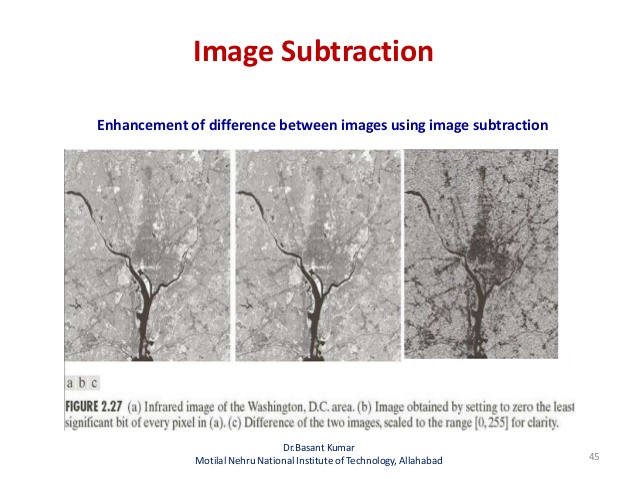 Image Subtraction
Enhancement of difference between images using image subtraction
a b c
FIGURE 2.27 (a) Infrared image of the Washington, D.C. area. (b) Image obtained by setting to zero the least
significant bit of every pixel in (a). (c) Difference of the two images, scaled to the range [0, 255] for clarity.
Dr.Basant Kumar
Motilal Nehru National Institute of Technology, Allahabad
45